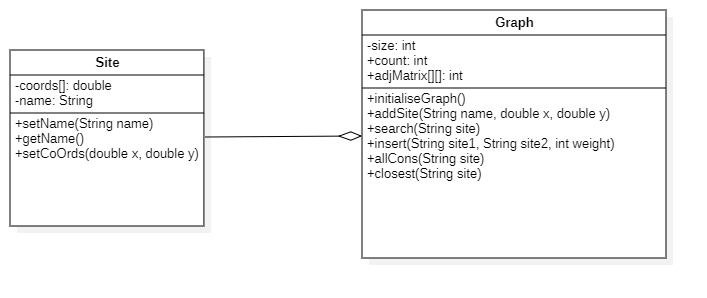 Site
-coords[]: double
-name: String
+setName(String name)
+getName()
+setCoOrds(double x, double y)
Graph
-size: int
+count: int
+adjMatrix[][]: int
+initialiseGraph()
+addSite(String name, double x, double y)
+search(String site)
+insert(String site1, String site2, int weight)
+allCons(String site)
+closest(String site)